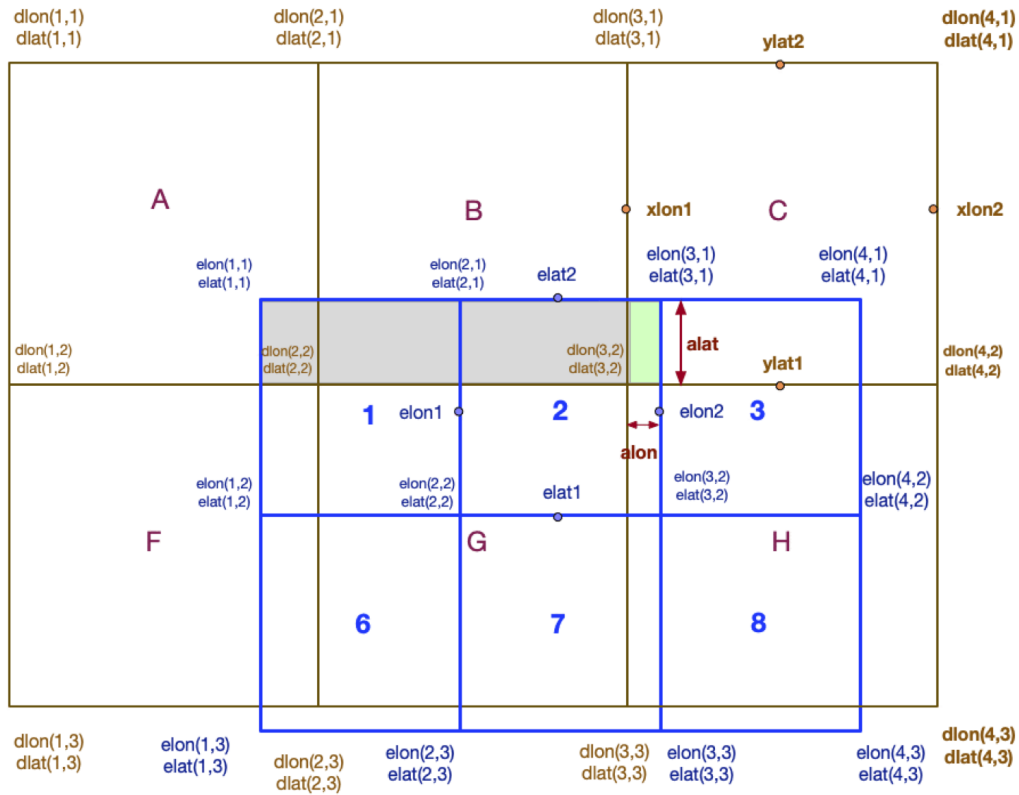 dlon(1,1)
dlat(1,1)
dlon(2,1)
dlat(2,1)
dlon(3,1)
dlat(3,1)
dlon(4,1)
dlat(4,1)
ylat2
A
B
C
xlon1
xlon2
elon(1,1)
elat(1,1)
elon(2,1)
elat(2,1)
elat2
elon(3,1)
elat(3,1)
elon(4,1)
elat(4,1)
dlon(1,2)
dlat(1,2)
dlon(2,2)
dlat(2,2)
dlon(3,2)
dlat(3,2)
alat
ylat1
dlon(4,2)
dlat(4,2)
1
elon1
2
elon2
3
alon
elon(1,2)
elat(1,2)
elon(2,2)
elat(2,2)
elat1
elon(3,2)
elat(3,2)
elon(4,2)
elat(4,2)
F
G
H
6
7
8
dlon(1,3)
dlat(1,3)
elon(1,3)
elat(1,3)
dlon(2,3)
dlat(2,3)
elon(2,3)
elat(2,3)
dlon(3,3)
dlat(3,3)
elon(3,3)
elat(3,3)
elon(4,3)
elat(4,3)
dlon(4,3)
dlat(4,3)